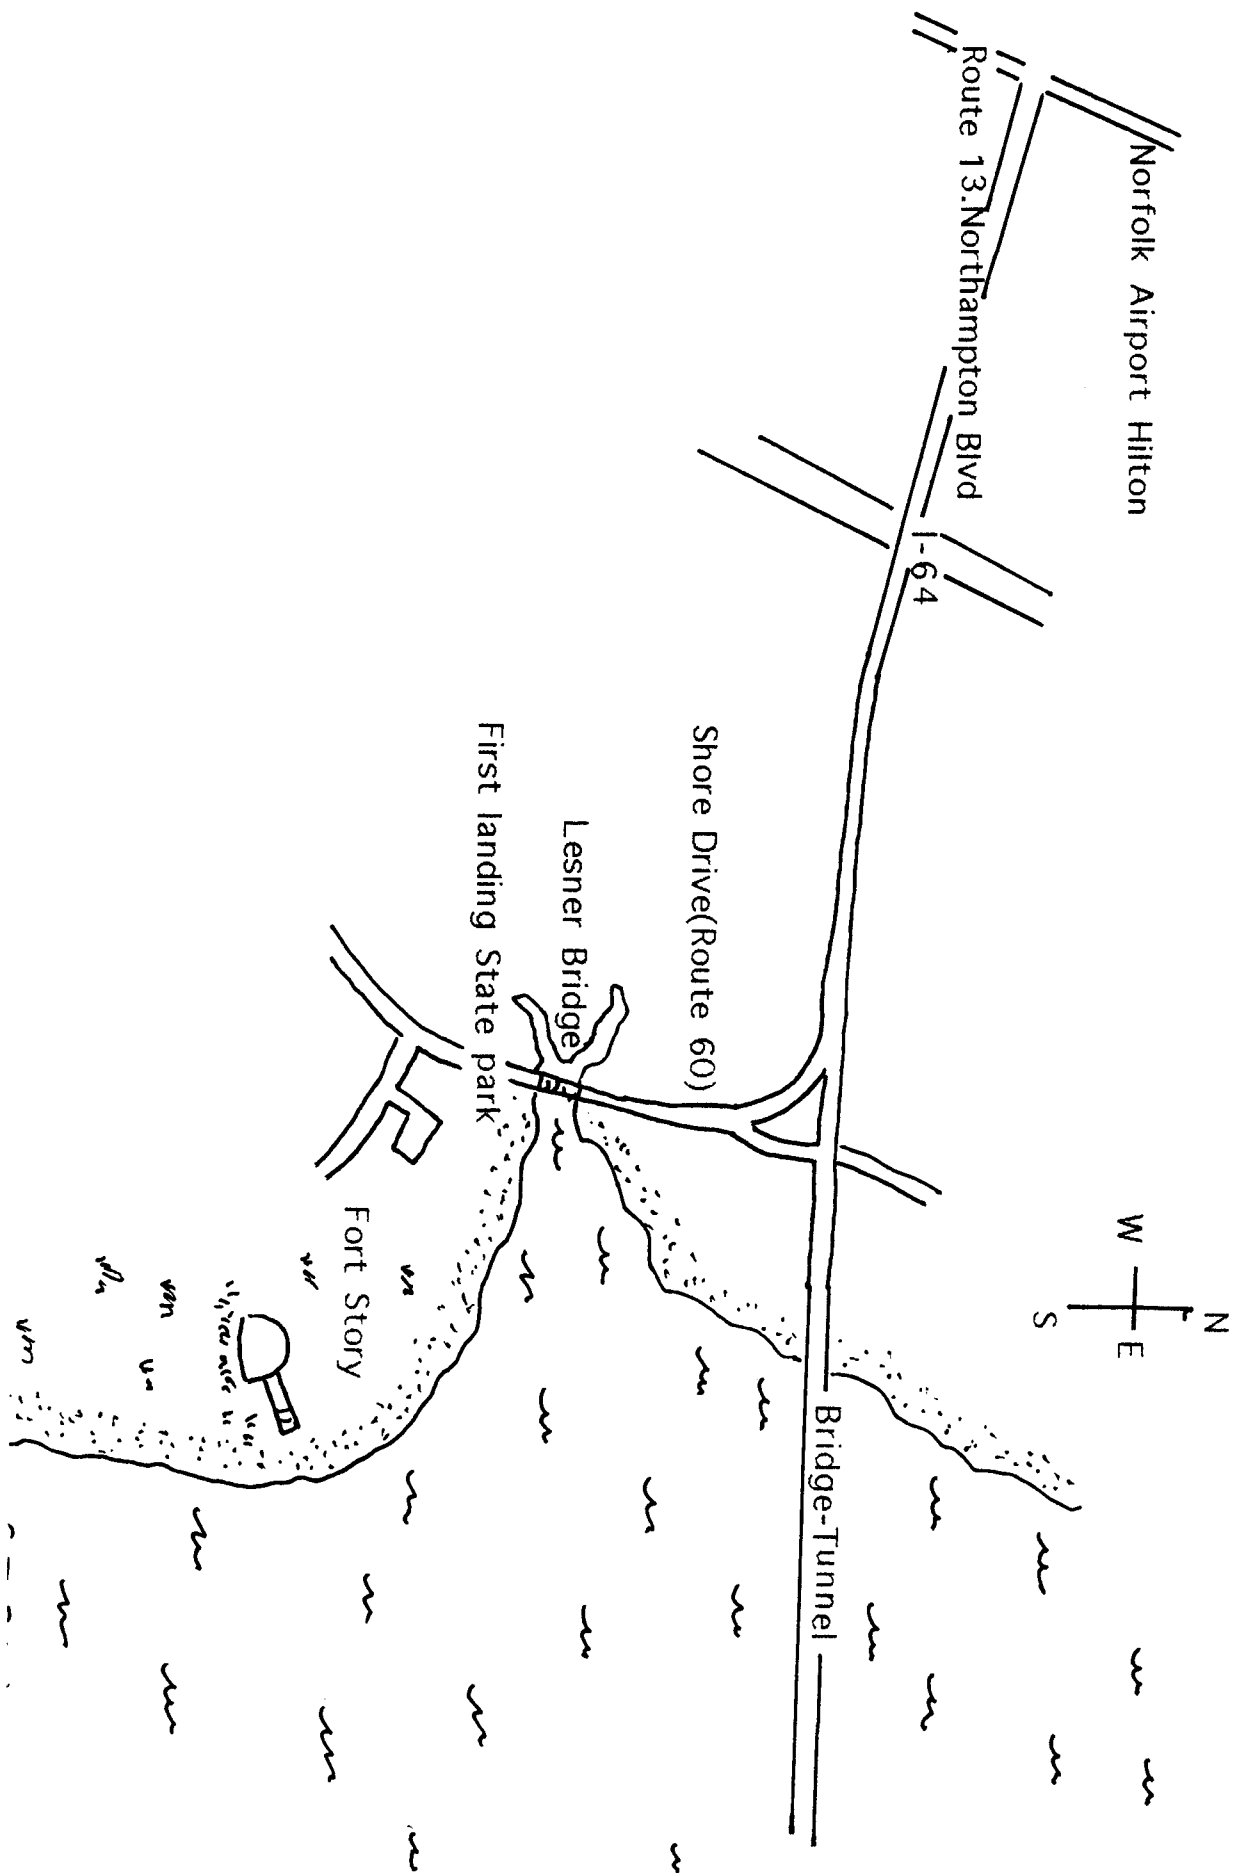 Norfolk Airport Hilton
Route 13.Northampton Blvd
I-64
Shore Drive(Route 60)
Lesner Bridge
First landing State park
Fort Story
Bridge-Tunnel
N
W
E
S